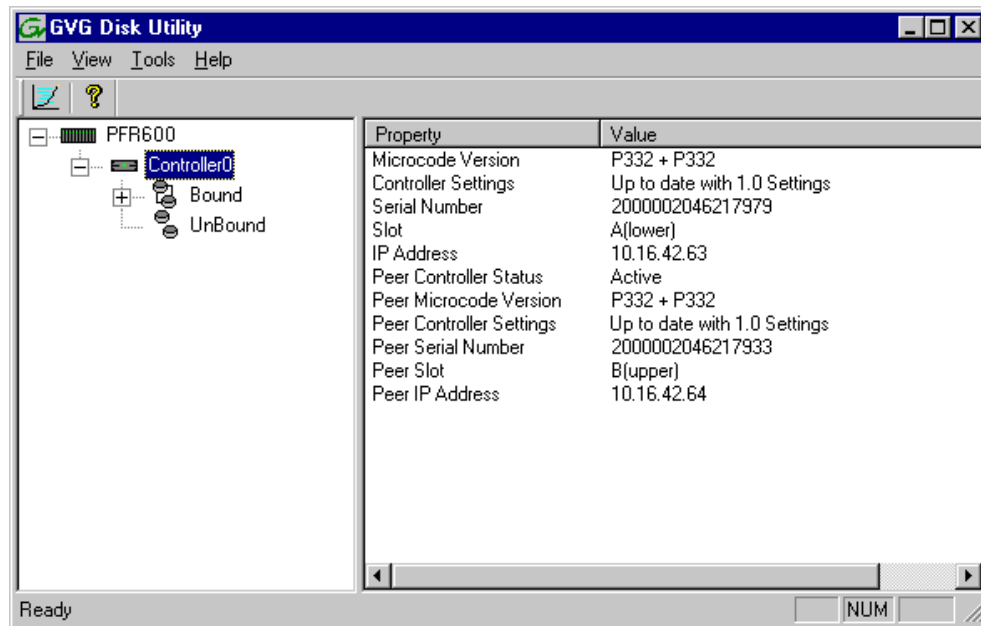 GVG Disk Utility
File View Tools Help
PFR600
Controller0
Bound
UnBound
Property Value
Microcode Version P332 + P332
Controller Settings Up to date with 1.0 Settings
Serial Number 2000002046217979
Slot A(lower)
IP Address 10.16.42.63
Peer Controller Status Active
Peer Microcode Version P332 + P332
Peer Controller Settings Up to date with 1.0 Settings
Peer Serial Number 2000002046217933
Peer Slot B(upper)
Peer IP Address 10.16.42.64
Ready NUM